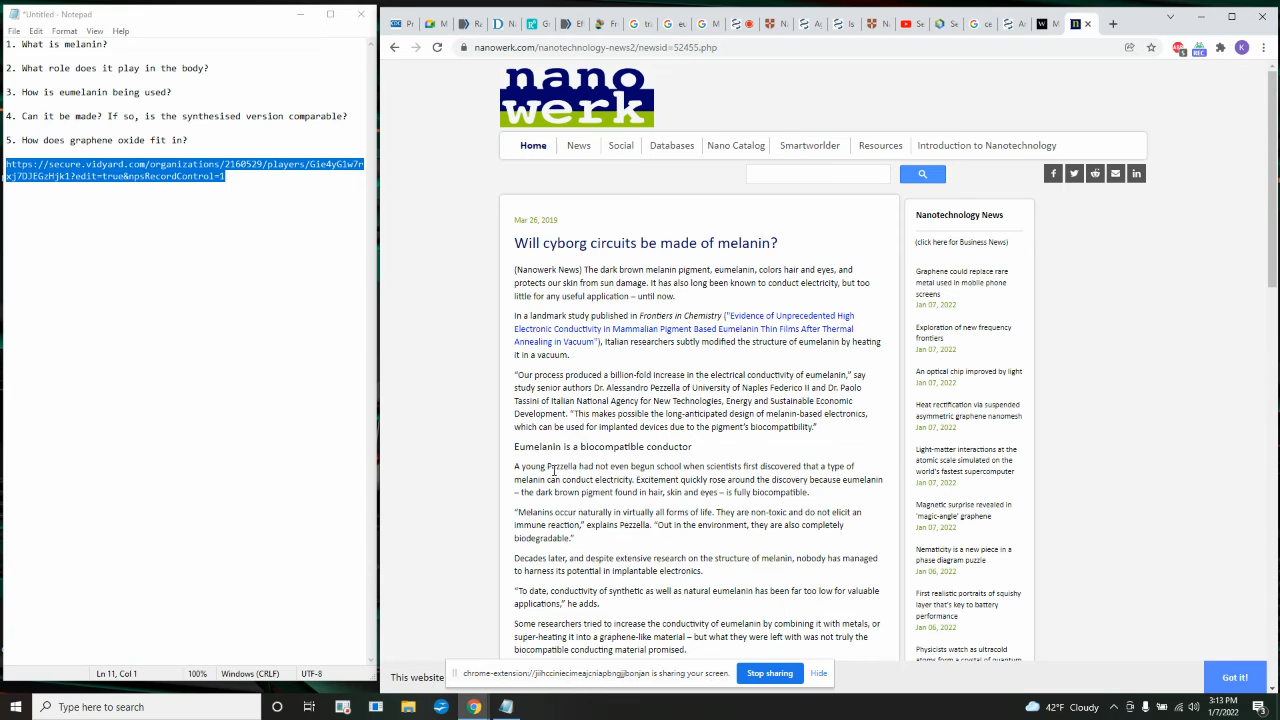 *Untitled - Notepad
File Edit Format View Help
1. What is melanin?
2. What role does it play in the body?
3. How is eumelanin being used?
4. Can it be made? If so, is the synthesised version comparable?
5. How does graphene oxide fit in?
https://secure.vidyard.com/organizations/2160529/players/Gie4yG1w7r
xj7DJEGzHjk1?edit=true&npsRecordControl=1
Ln 11, Col 1 100% Windows (CRLF) UTF-8
nanowerk.com/nanotechnology-news2/newsid=52455.php
nano
werk
Home News Social Databases Nano Catalog Smartworlder Resources Introduction to Nanotechnology
Mar 26, 2019
Will cyborg circuits be made of melanin?
(Nanowerk News) The dark brown melanin pigment, eumelanin, colors hair and eyes, and
protects our skin from sun damage. It has also long been known to conduct electricity, but too
little for any useful application – until now.
In a landmark study published in Frontiers in Chemistry ("Evidence of Unprecedented High
Electronic Conductivity in Mammalian Pigment Based Eumelanin Thin Films After Thermal
Annealing in Vacuum"), Italian researchers subtly modified the structure of eumelanin by heating
it in a vacuum.
“Our process produced a billion-fold increase in the electrical conductivity of eumelanin,” say
study senior authors Dr. Alessandro Pezzella of University of Naples Federico II and Dr. Paolo
Tassini of Italian National Agency for New Technologies, Energy and Sustainable Economic
Development. “This makes possible the long-anticipated design of melanin-based electronics,
which can be used for implanted devices due to the pigment's biocompatibility.”
Eumelanin is a biocompatible conductor
A young Pezzella had not even begun school when scientists first discovered that a type of
melanin can conduct electricity. Excitement quickly rose around the discovery because eumelanin
– the dark brown pigment found in hair, skin and eyes – is fully biocompatible.
“Melanins occur naturally in virtually all forms of life. They are non-toxic and do not elicit an
immune reaction,” explains Pezzella. “Out in the environment, they are also completely
biodegradable.”
Decades later, and despite extensive research on the structure of melanin, nobody has managed
to harness its potential in implantable electronics.
“To date, conductivity of synthetic as well as natural eumelanin has been far too low for valuable
applications,” he adds.
Some researchers tried to increase the conductivity of eumelanin by combining it with metals, or
super-heating it into a graphene-like material – but what they were left with was not truly the
biocompatible conducting material promised.
Nanotechnology News
(click here for Business News)
Graphene could replace rare
metal used in mobile phone
screens
Jan 07, 2022
Exploration of new frequency
frontiers
Jan 07, 2022
An optical chip improved by light
Jan 07, 2022
Heat rectification via suspended
asymmetric graphene nanomesh
Jan 07, 2022
Light-matter interactions at the
atomic scale simulated on the
world's fastest supercomputer
Jan 07, 2022
Magnetic surprise revealed in
'magic-angle' graphene
Jan 07, 2022
Nematicity is a new piece in a
phase diagram puzzle
Jan 06, 2022
First realistic portraits of squishy
layer that's key to battery
performance
Jan 06, 2022
Physicists watch as ultracold
atoms form a crystal of quantum
This website
chrome-extension://jiihcciniecimeajcniapbngjjbonjan is sharing your screen. Stop sharing Hide
Got it!
Type here to search
42°F Cloudy
3:13 PM
1/7/2022